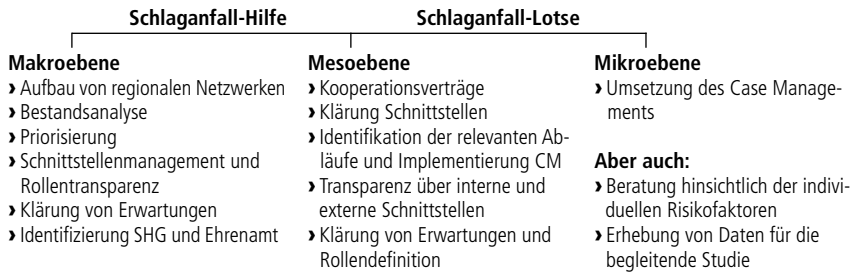 Schlaganfall-Hilfe
Schlaganfall-Lotse
Makroebene
› Aufbau von regionalen Netzwerken
› Bestandsanalyse
› Priorisierung
› Schnittstellenmanagement und
Rollentransparenz
› Klärung von Erwartungen
› Identifizierung SHG und Ehrenamt
Mesoebene
› Kooperationsverträge
› Klärung Schnittstellen
› Identifikation der relevanten Ab-
läufe und Implementierung CM
› Transparenz über interne und
externe Schnittstellen
› Klärung von Erwartungen und
Rollendefinition
Mikroebene
› Umsetzung des Case Manage-
ments
Aber auch:
› Beratung hinsichtlich der indivi-
duellen Risikofaktoren
› Erhebung von Daten für die
begleitende Studie